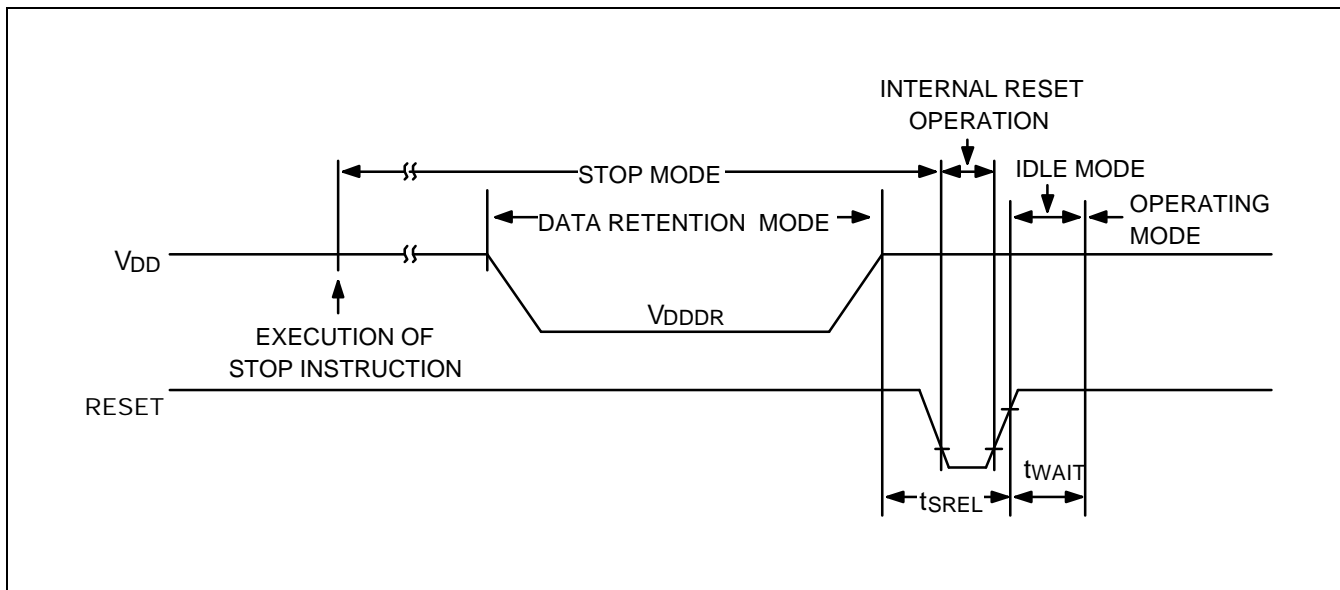 INTERNAL RESET
OPERATION
STOP MODE
IDLE MODE
DATA RETENTION MODE
OPERATING
MODE
VDD
VDDDR
EXECUTION OF
STOP INSTRUCTION
RESET
tWAIT
tSREL